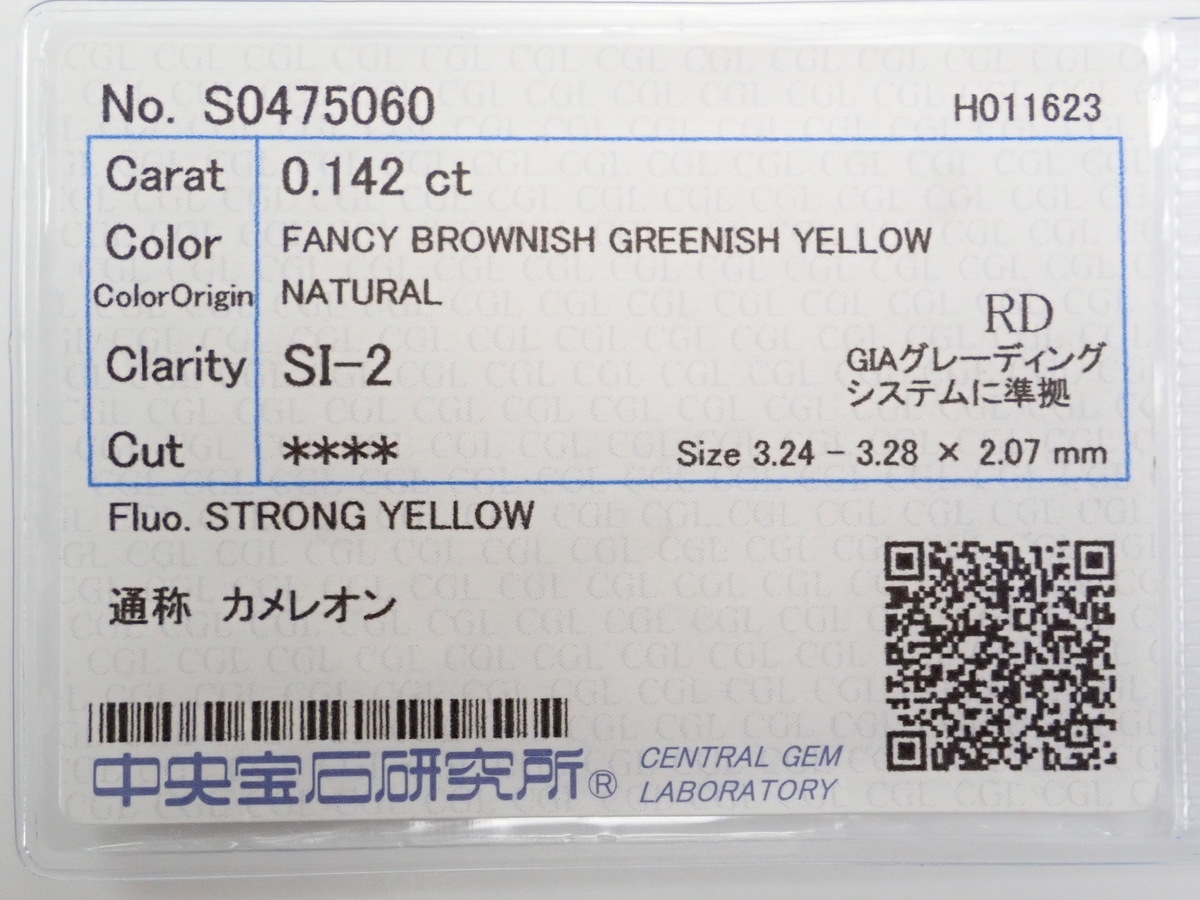 No. S0475060 H011623
Carat 0.142 ct
Color FANCY BROWNISH GREENISH YELLOW
ColorOrigin NATURAL
RD
Clarity SI-2
GIAグレーディング
システムに準拠
Cut **** Size 3.24 - 3.28 × 2.07 mm
Fluo. STRONG YELLOW
通称 カメレオン
中央宝石研究所® CENTRAL GEM
LABORATORY